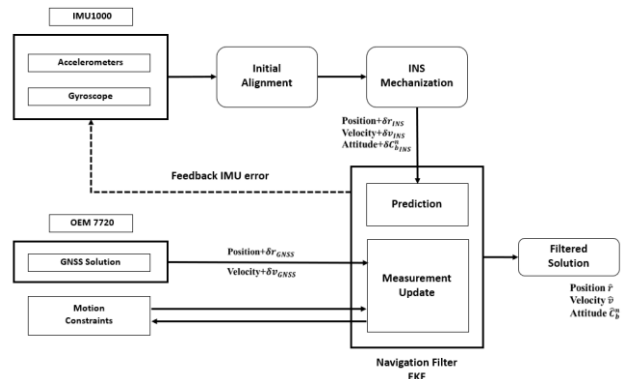 IMU1000
Accelerometers
Gyroscope
Initial
Alignment
INS
Mechanization
Position+δr_INS
Velocity+δv_INS
Attitude+δC^n_b_INS
Feedback IMU error
Prediction
OEM 7720
GNSS Solution
Position+δr_GNSS
Velocity+δv_GNSS
Measurement
Update
Motion
Constraints
Filtered
Solution
Position r̂
Velocity v̂
Attitude Ĉ^n_b
Navigation Filter
EKF